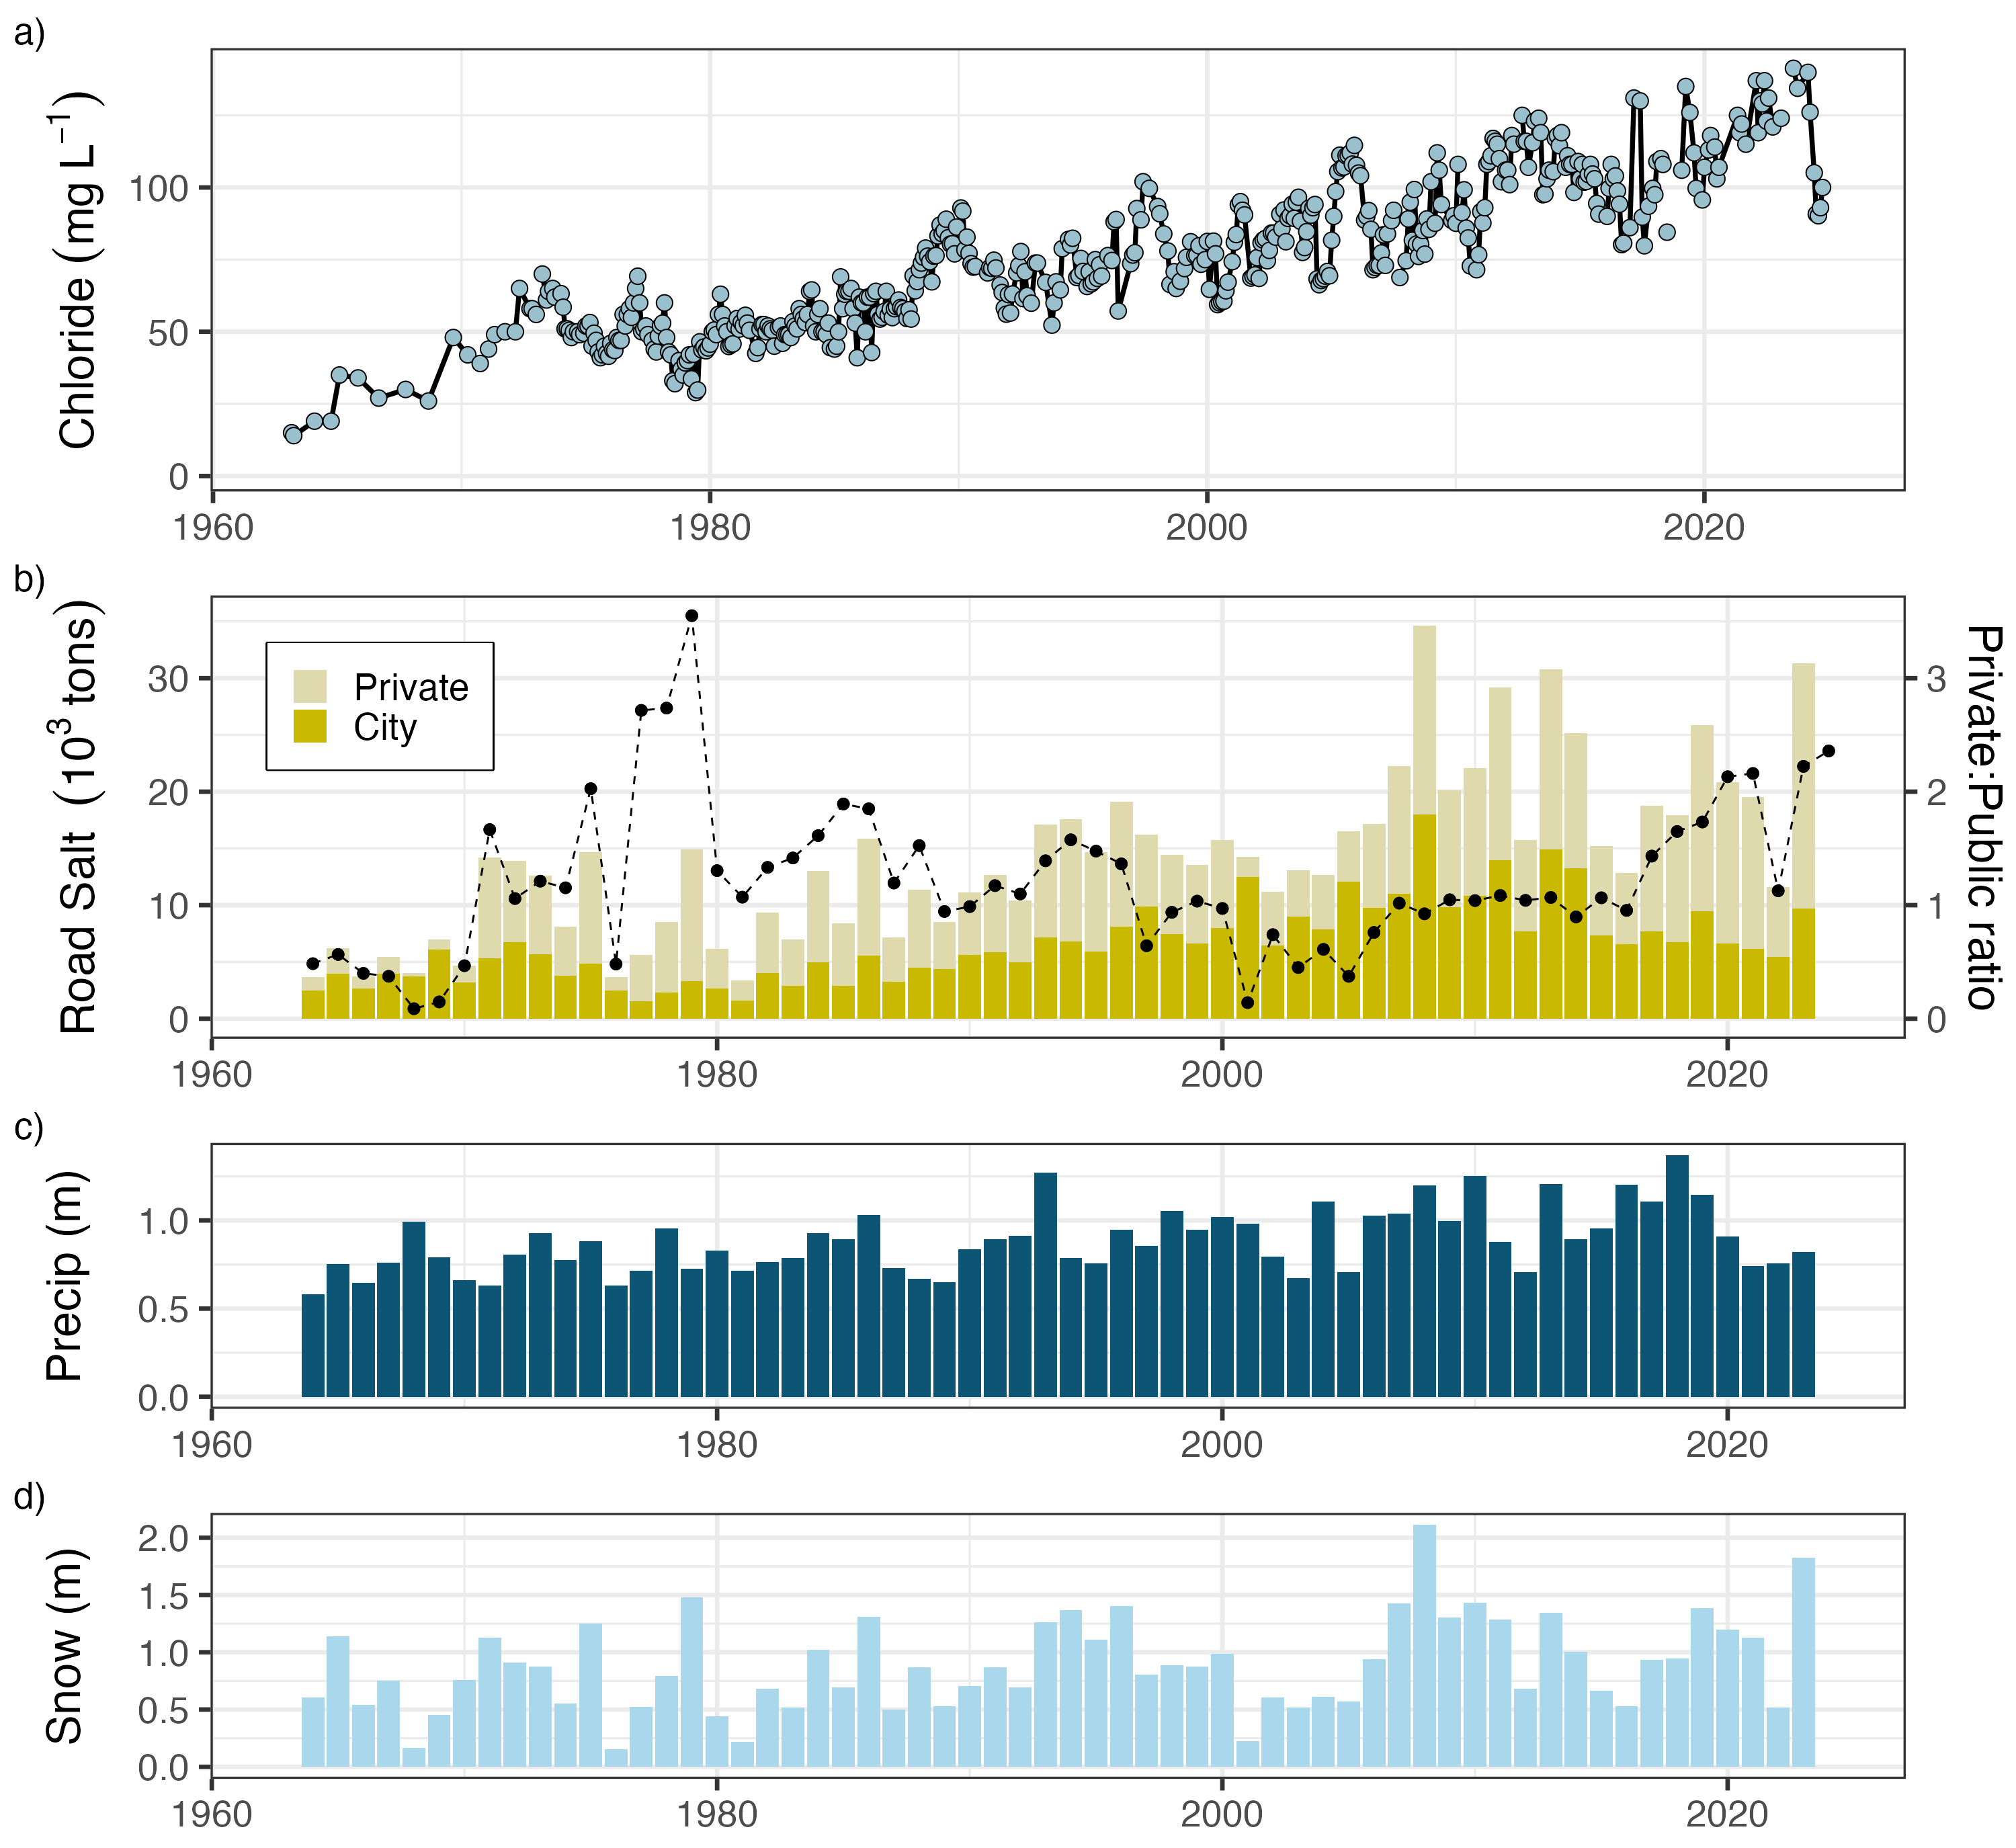 a)
Chloride (mg L⁻¹)
100
50
0
1960 1980 2000 2020
b)
Road Salt (10³ tons)
30
20
10
0
Private
City
3
2
1
0
Private:Public ratio
1960 1980 2000 2020
c)
Precip (m)
1.0
0.5
0.0
1960 1980 2000 2020
d)
Snow (m)
2.0
1.5
1.0
0.5
0.0
1960 1980 2000 2020